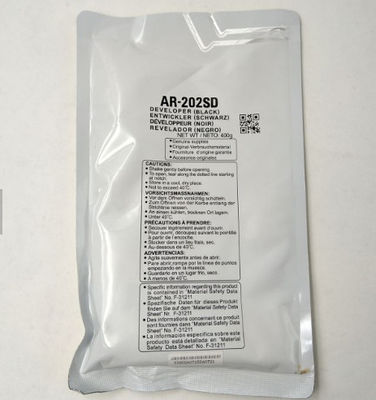 AR-202SD
DEVELOPER (BLACK)
ENTWICKLER (SCHWARZ)
DÉVELOPPEUR (NOIR)
REVELADOR (NEGRO)
NET WT / NETO: 400g
• Genuine supplies
• Original-Verbrauchsmaterial
• Fourniture d'origine garantie
• Accesorios originales
CAUTIONS:
• Shake gently before opening.
• To open, tear along the dotted line starting
at notch.
• Store in a cool, dry place.
• Not to exceed 40°C.
VORSICHTSMASSNAHMEN:
• Vor dem Öffnen vorsichtig schütteln.
• Zum Öffnen von der Kerbe entlang der
Strichlinie reissen.
• An einem kühlen, trockenen Ort lagern.
• Unter 40°C.
PRÉCAUTIONS À PRENDRE:
• Secouer légèrement avant d'ouvrir.
• Pour ouvrir, découpez suivant le pointillé
à partir de l'encoche.
• Stocker dans un lieu frais, sec.
• Au-dessous de 40°C.
ADVERTENCIAS:
• Agite suavemente antes de abrir.
• Para abrir, rompa por la línea de puntos
empezando en la muesca.
• Guardarlo en un lugar frío, seco.
• A menos de 40°C.
• Specific information regarding this product
is contained in "Material Safety Data
Sheet" No. F-31211
• Spezifische Daten für dieses Produkt
finden Sie auf dem "Material Safety Data
Sheet" Nr. F-31211
• Des informations concernant ce produit
sont fournies dans "Material Safety Data
Sheet" No. F-31211
• La información específica sobre este
producto está detallada en "Material
Safety Data Sheet" No. F-31211